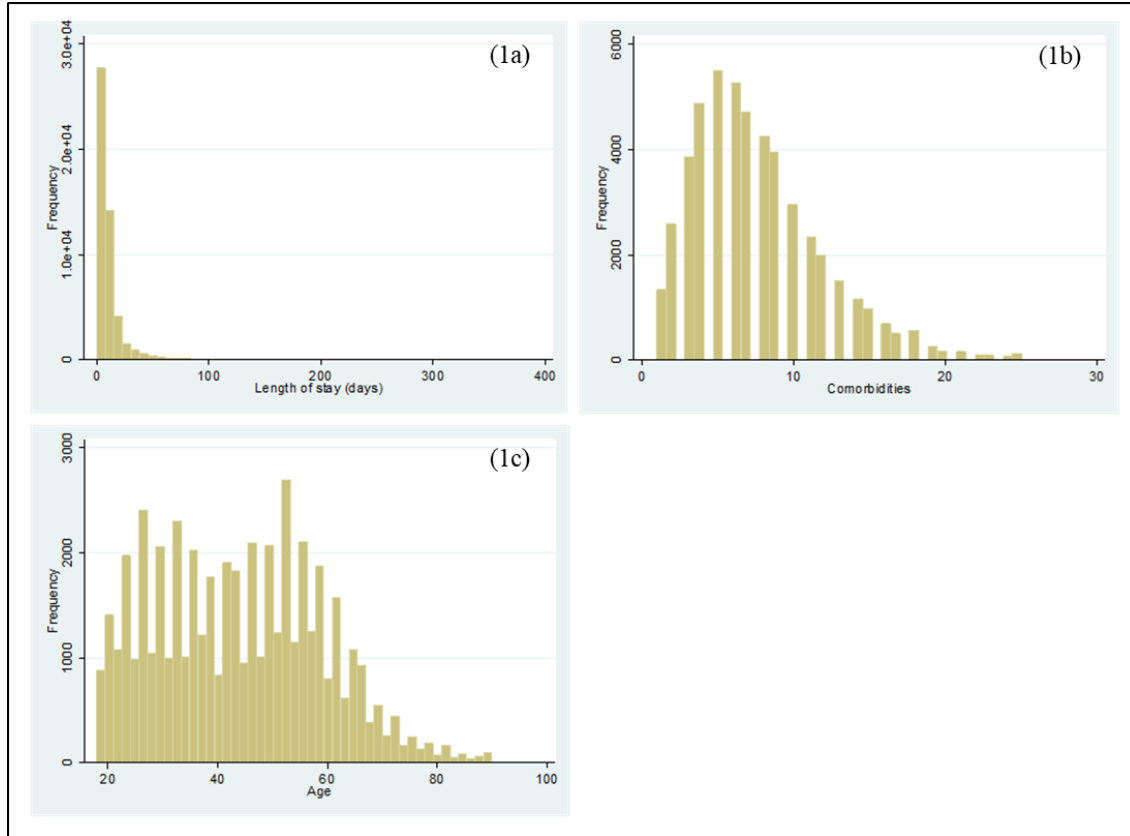 (1a)
Frequency
3.0e+04
2.0e+04
1.0e+04
0
0 100 200 300 400
Length of stay (days)
(1b)
Frequency
6000
4000
2000
0
0 10 20 30
Comorbidities
(1c)
Frequency
3000
2000
1000
0
20 40 60 80 100
Age